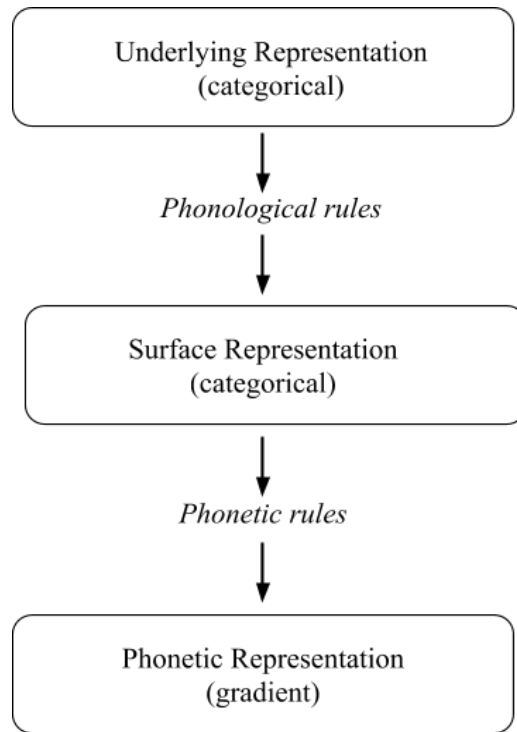 Underlying Representation
(categorical)
Phonological rules
Surface Representation
(categorical)
Phonetic rules
Phonetic Representation
(gradient)